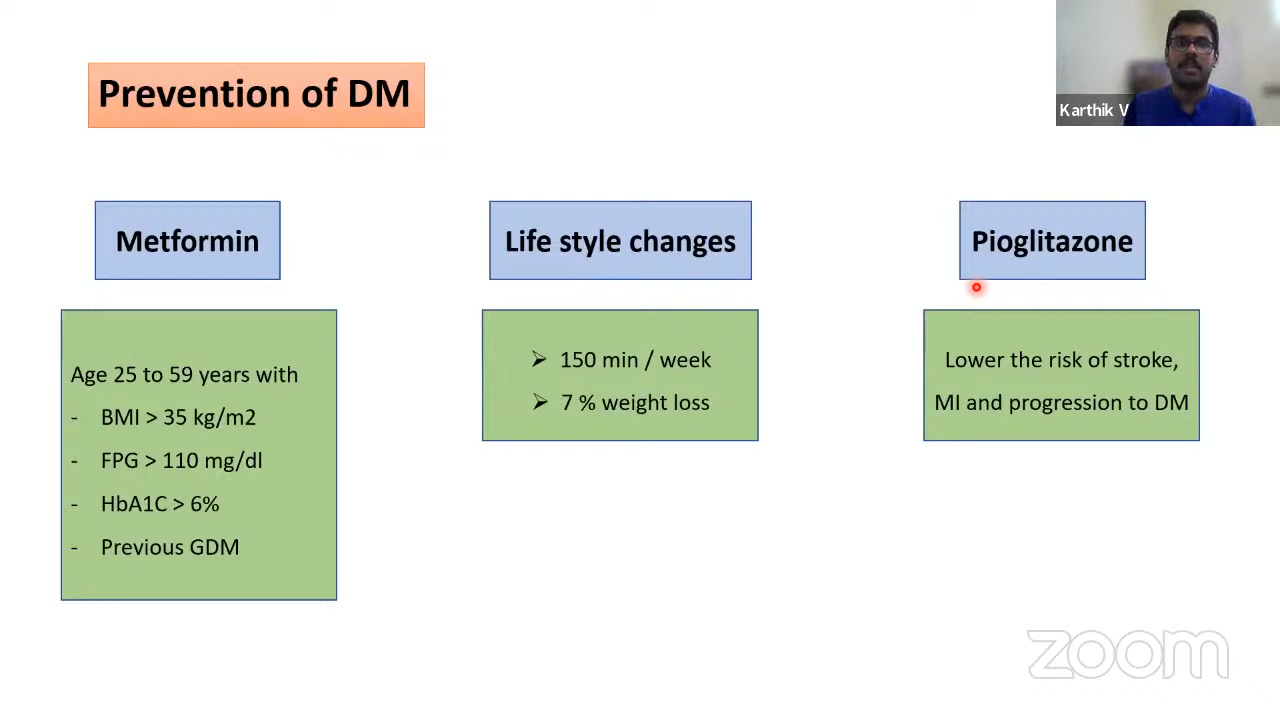 Prevention of DM
Karthik V
Metformin
Age 25 to 59 years with
- BMI > 35 kg/m2
- FPG > 110 mg/dl
- HbA1C > 6%
- Previous GDM
Life style changes
➢ 150 min / week
➢ 7 % weight loss
Pioglitazone
Lower the risk of stroke,
MI and progression to DM
zoom